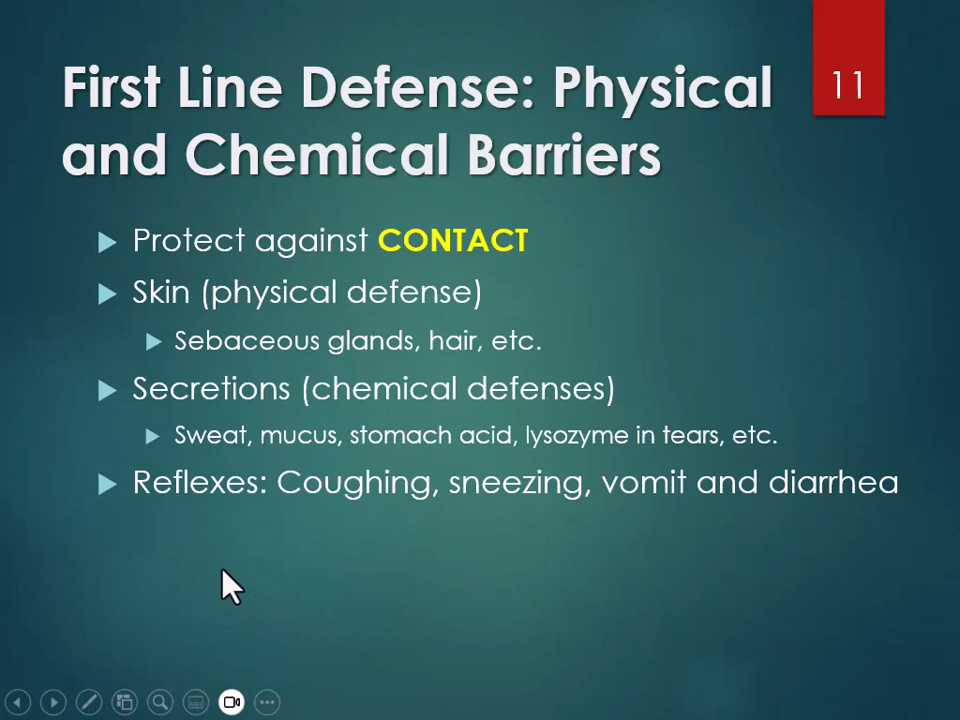 First Line Defense: Physical
and Chemical Barriers
11
Protect against CONTACT
Skin (physical defense)
Sebaceous glands, hair, etc.
Secretions (chemical defenses)
Sweat, mucus, stomach acid, lysozyme in tears, etc.
Reflexes: Coughing, sneezing, vomit and diarrhea